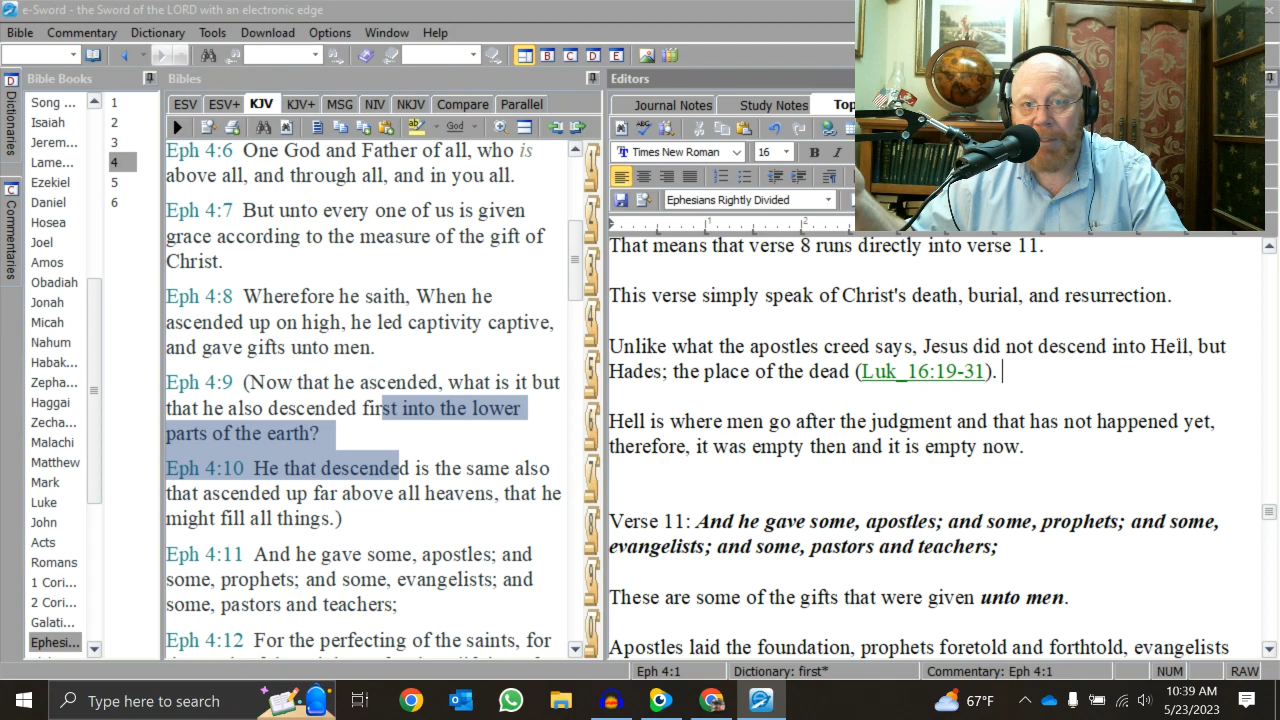 e-Sword - the Sword of the LORD with an electronic edge
Bible Commentary Dictionary Tools Download Options Window Help
B C D E
D Dictionaries
C Commentaries
Bible Books
Song ...
Isaiah
Jerem...
Lame...
Ezekiel
Daniel
Hosea
Joel
Amos
Obadiah
Jonah
Micah
Nahum
Habak...
Zepha...
Haggai
Zecha...
Malachi
Matthew
Mark
Luke
John
Acts
Romans
1 Cori...
2 Cori...
Galati...
Ephesi...
1
2
3
4
5
6
Bibles
ESV ESV+ KJV KJV+ MSG NIV NKJV Compare Parallel
God
Eph 4:6 One God and Father of all, who is
above all, and through all, and in you all.
Eph 4:7 But unto every one of us is given
grace according to the measure of the gift of
Christ.
Eph 4:8 Wherefore he saith, When he
ascended up on high, he led captivity captive,
and gave gifts unto men.
Eph 4:9 (Now that he ascended, what is it but
that he also descended first into the lower
parts of the earth?
Eph 4:10 He that descended is the same also
that ascended up far above all heavens, that he
might fill all things.)
Eph 4:11 And he gave some, apostles; and
some, prophets; and some, evangelists; and
some, pastors and teachers;
Eph 4:12 For the perfecting of the saints, for
1
2
3
4
5
6
7
8
9
0
Editors
Journal Notes Study Notes Top
Times New Roman 16 B I
Ephesians Rightly Divided
1 2
That means that verse 8 runs directly into verse 11.
This verse simply speak of Christ's death, burial, and resurrection.
Unlike what the apostles creed says, Jesus did not descend into Hell, but
Hades; the place of the dead (Luk_16:19-31).
Hell is where men go after the judgment and that has not happened yet,
therefore, it was empty then and it is empty now.
Verse 11: And he gave some, apostles; and some, prophets; and some,
evangelists; and some, pastors and teachers;
These are some of the gifts that were given unto men.
Apostles laid the foundation, prophets foretold and forthtold, evangelists
Eph 4:1 Dictionary: first* Commentary: Eph 4:1 NUM RAW
Type here to search
67°F
10:39 AM
5/23/2023